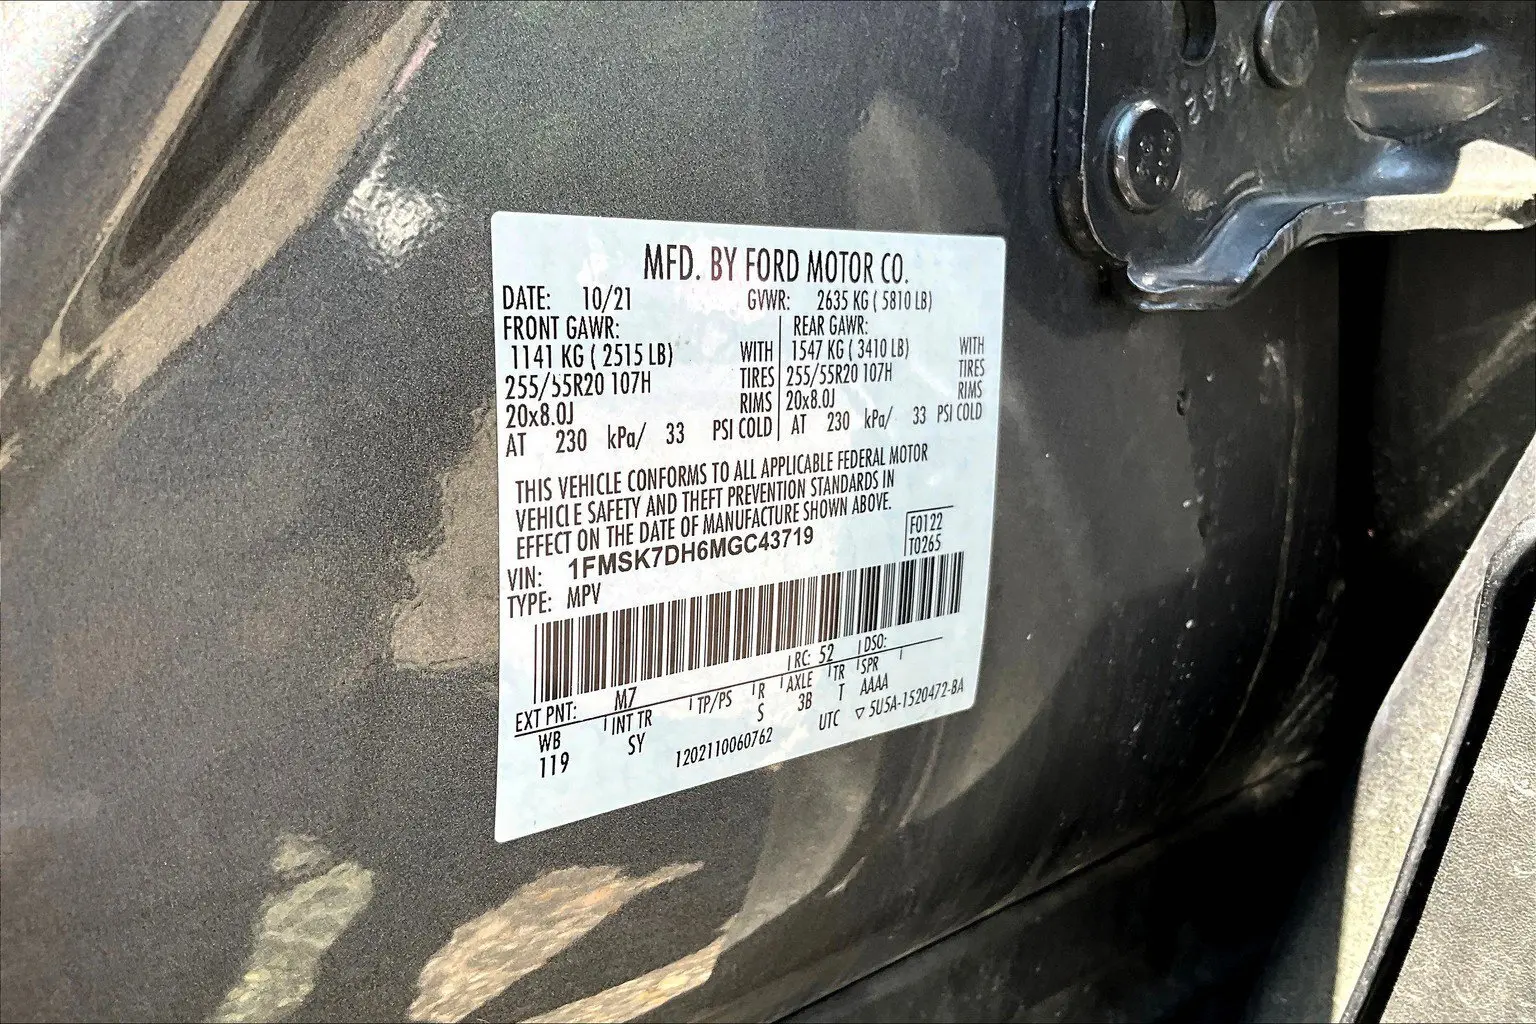 MFD. BY FORD MOTOR CO.
DATE: 10/21 GVWR: 2635 KG ( 5810 LB)
FRONT GAWR: REAR GAWR:
1141 KG ( 2515 LB) WITH 1547 KG ( 3410 LB) WITH
255/55R20 107H TIRES 255/55R20 107H TIRES
20x8.0J RIMS 20x8.0J RIMS
AT 230 kPa/ 33 PSI COLD AT 230 kPa/ 33 PSI COLD
THIS VEHICLE CONFORMS TO ALL APPLICABLE FEDERAL MOTOR
VEHICLE SAFETY AND THEFT PREVENTION STANDARDS IN
EFFECT ON THE DATE OF MANUFACTURE SHOWN ABOVE.
F0122
T0265
VIN: 1FMSK7DH6MGC43719
TYPE: MPV
EXT PNT: M7 RC: 52 DSO:
WB INT TR TP/PS R AXLE TR SPR
119 SY S 3B T AAAA
1202110060762 UTC ▽ 5U5A-1520472-BA